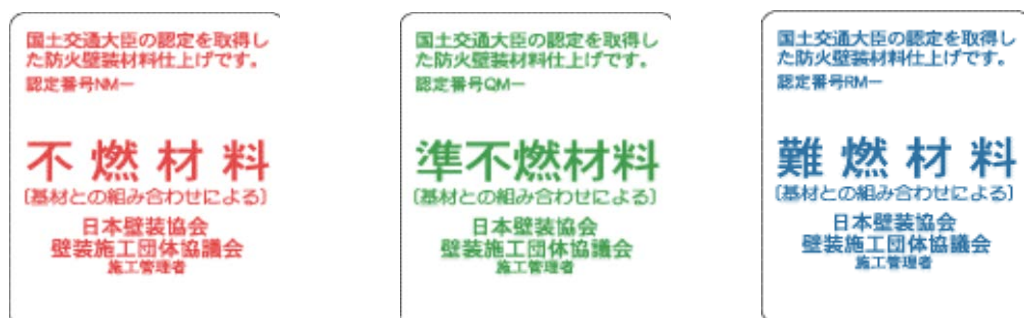 国土交通大臣の認定を取得し
た防火壁装材料仕上げです。
認定番号NMー
不燃材料
(基材との組み合わせによる)
日本壁装協会
壁装施工団体協議会
施工管理者
国土交通大臣の認定を取得し
た防火壁装材料仕上げです。
認定番号QMー
準不燃材料
(基材との組み合わせによる)
日本壁装協会
壁装施工団体協議会
施工管理者
国土交通大臣の認定を取得し
た防火壁装材料仕上げです。
認定番号RMー
難燃材料
(基材との組み合わせによる)
日本壁装協会
壁装施工団体協議会
施工管理者